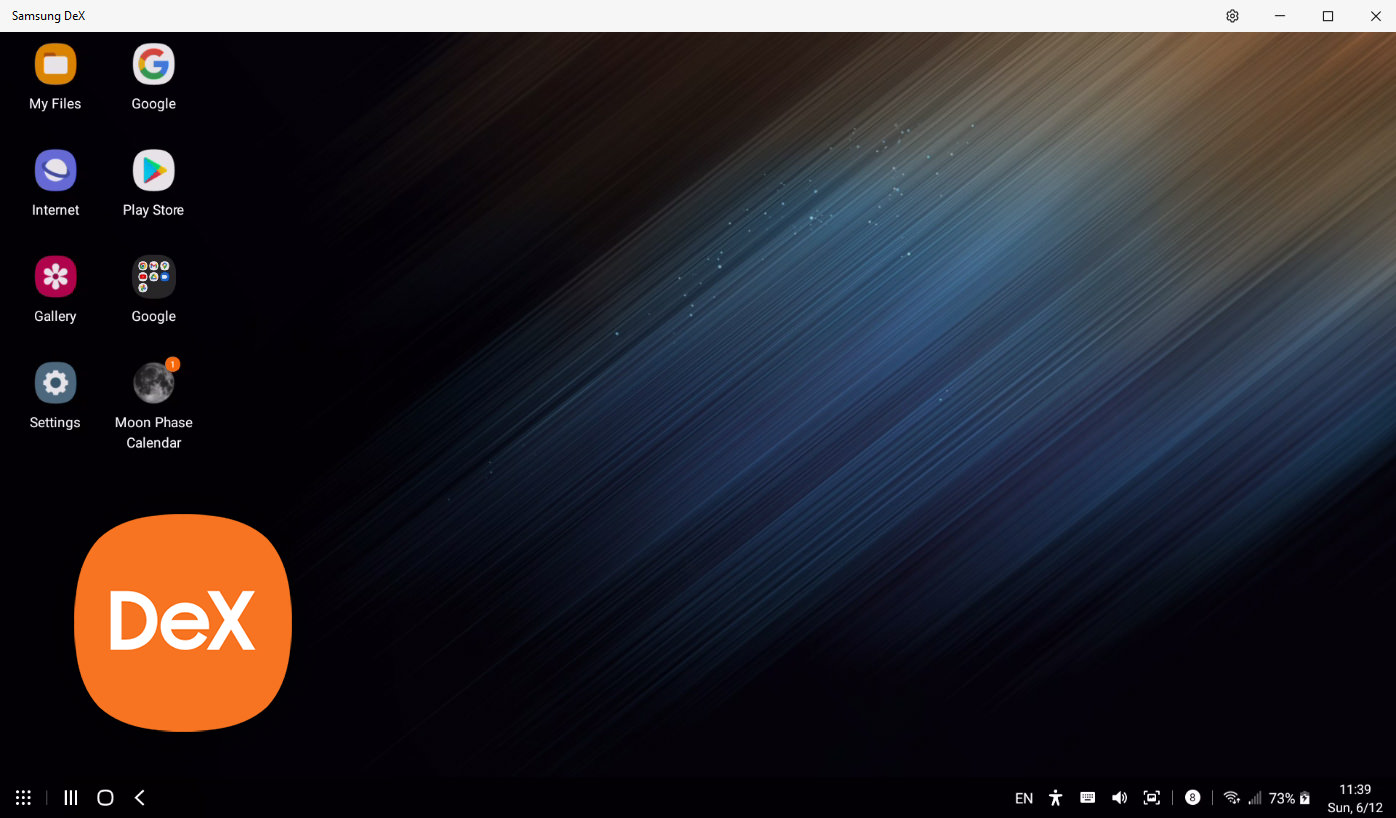 Samsung DeX
My Files
Google
Internet
Play Store
Gallery
Google
Settings
1
Moon Phase
Calendar
DeX
EN
8
73%
11:39
Sun, 6/12